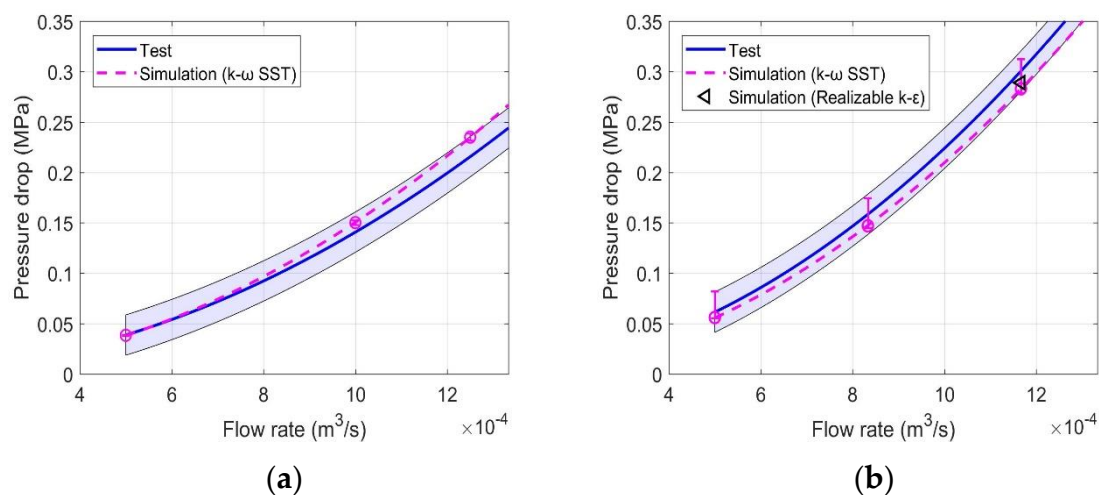 0.35
0.3
0.25
0.2
0.15
0.1
0.05
0
Pressure drop (MPa)
Test
Simulation (k-ω SST)
4
6
8
10
12
Flow rate (m³/s)
×10⁻⁴
(a)
0.35
0.3
0.25
0.2
0.15
0.1
0.05
0
Pressure drop (MPa)
Test
Simulation (k-ω SST)
Simulation (Realizable k-ε)
4
6
8
10
12
Flow rate (m³/s)
×10⁻⁴
(b)